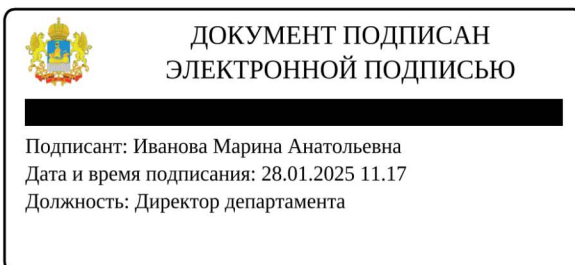 ДОКУМЕНТ ПОДПИСАН
ЭЛЕКТРОННОЙ ПОДПИСЬЮ
Подписант: Иванова Марина Анатольевна
Дата и время подписания: 28.01.2025 11.17
Должность: Директор департамента